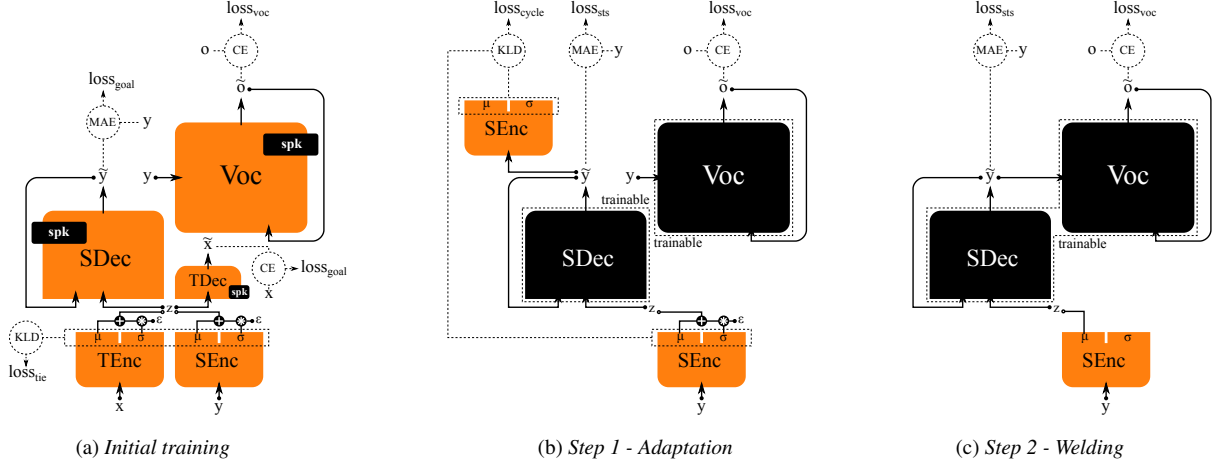 loss_voc
o
CE
õ
loss_goal
MAE
y
ỹ
y
Voc
spk
spk
SDec
x̃
TDec
spk
CE
loss_goal
x
z
ε
ε
KLD
loss_tie
μ
σ
μ
σ
TEnc
SEnc
x
y
(a) Initial training
loss_cycle
loss_sts
loss_voc
KLD
MAE
y
o
CE
õ
μ
σ
SEnc
ỹ
y
Voc
trainable
trainable
SDec
z
ε
μ
σ
SEnc
y
(b) Step 1 - Adaptation
loss_sts
loss_voc
MAE
y
o
CE
õ
ỹ
Voc
trainable
SDec
z
μ
σ
SEnc
y
(c) Step 2 - Welding